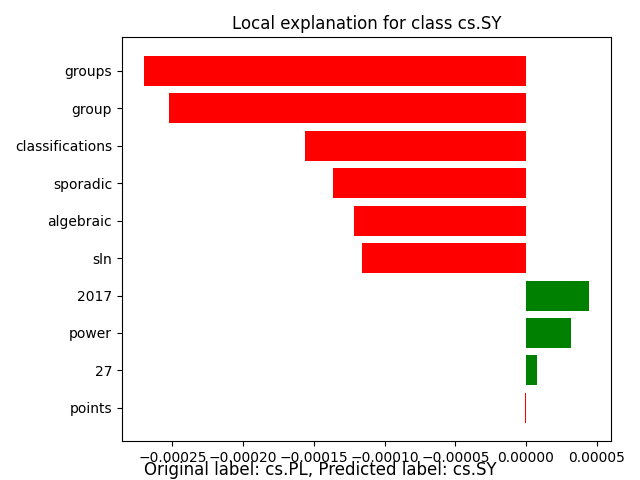 Local explanation for class cs.SY
groups
group
classifications
sporadic
algebraic
sln
2017
power
27
points
−0.00025 −0.00020 −0.00015 −0.00010 −0.00005 0.00000 0.00005
Original label: cs.PL, Predicted label: cs.SY